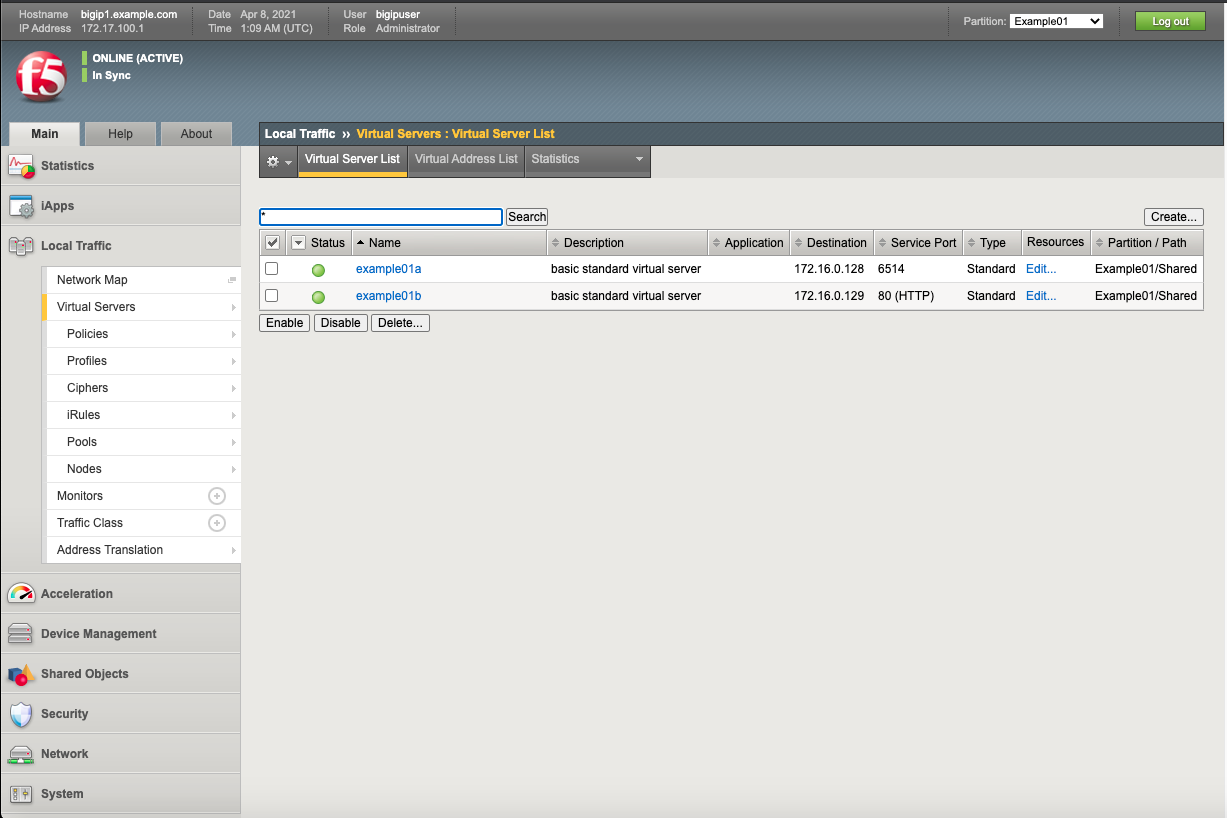 Hostname bigip1.example.com Date Apr 8, 2021 User bigipuser
IP Address 172.17.100.1 Time 1:09 AM (UTC) Role Administrator
Partition: Example01 Log out
f5
ONLINE (ACTIVE)
In Sync
Main Help About
Statistics
iApps
Local Traffic
Network Map
Virtual Servers
Policies
Profiles
Ciphers
iRules
Pools
Nodes
Monitors
Traffic Class
Address Translation
Acceleration
Device Management
Shared Objects
Security
Network
System
Local Traffic ›› Virtual Servers : Virtual Server List
Virtual Server List Virtual Address List Statistics
* Search Create...
Status Name Description Application Destination Service Port Type Resources Partition / Path
example01a basic standard virtual server 172.16.0.128 6514 Standard Edit... Example01/Shared
example01b basic standard virtual server 172.16.0.129 80 (HTTP) Standard Edit... Example01/Shared
Enable Disable Delete...